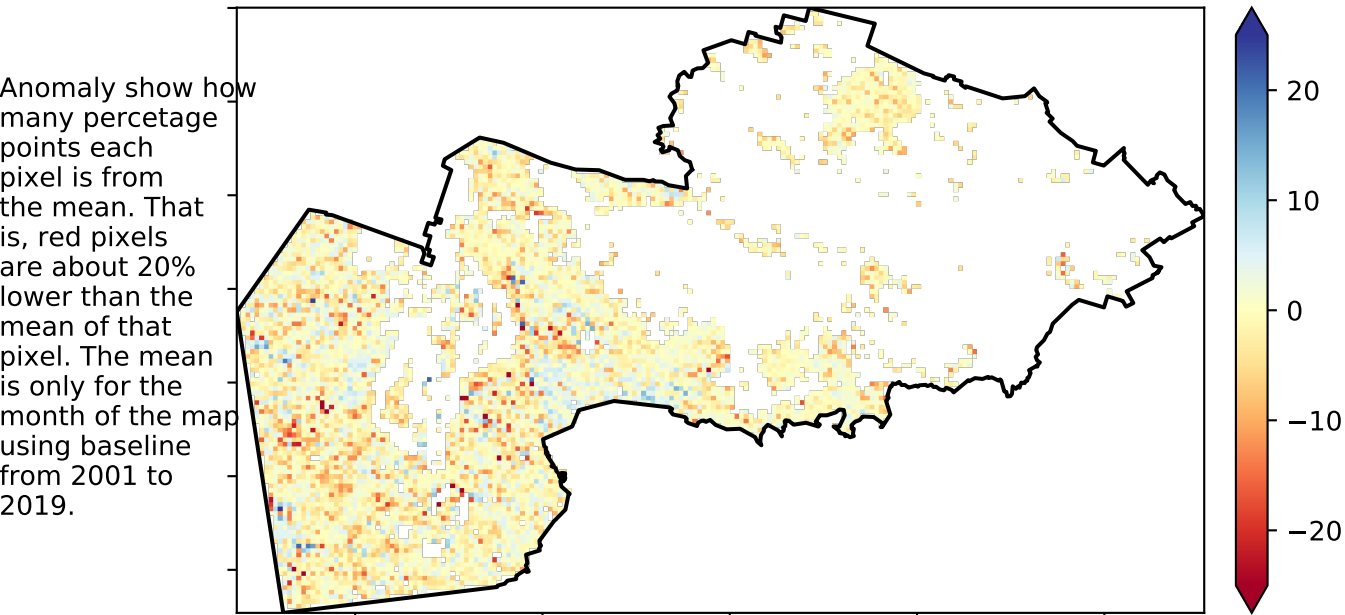 Anomaly show how
many percetage
points each
pixel is from
the mean. That
is, red pixels
are about 20%
lower than the
mean of that
pixel. The mean
is only for the
month of the map
using baseline
from 2001 to
2019.
20
10
0
−10
−20